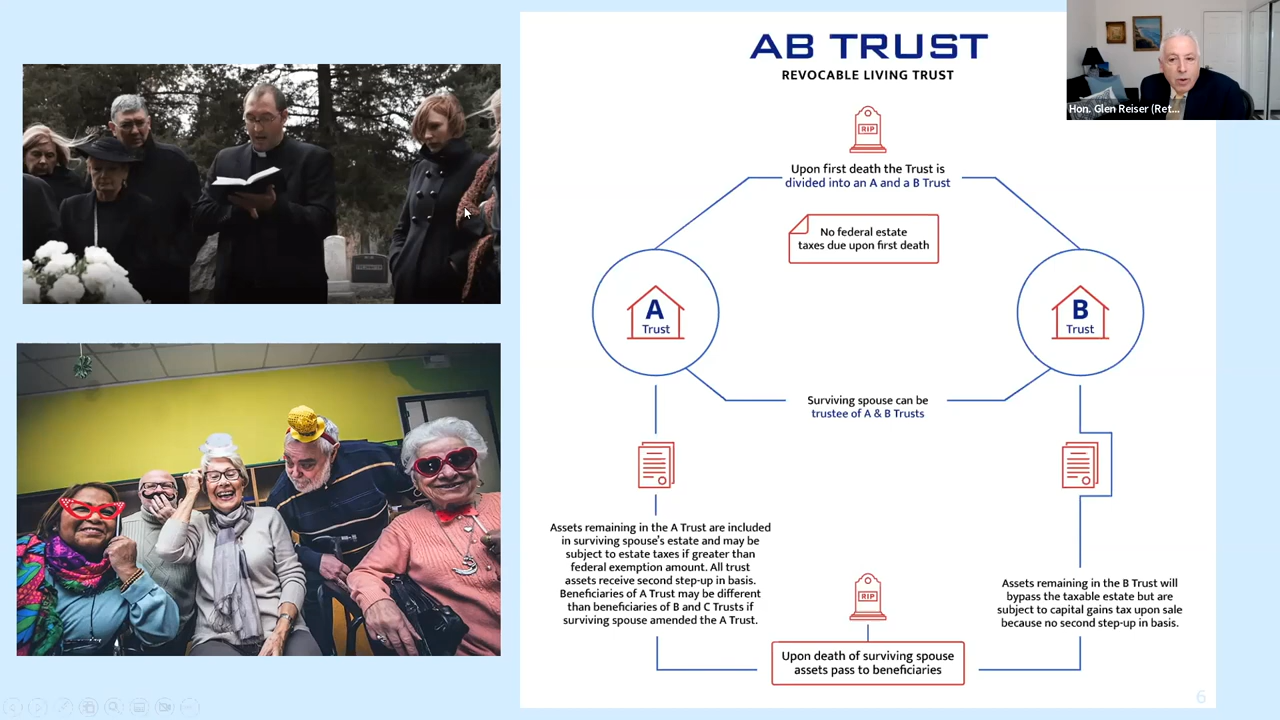 AB TRUST
REVOCABLE LIVING TRUST
Hon. Glen Reiser (Ret...
RIP
Upon first death the Trust is
divided into an A and a B Trust
No federal estate
taxes due upon first death
A
Trust
B
Trust
Surviving spouse can be
trustee of A & B Trusts
Assets remaining in the A Trust are included
in surviving spouse's estate and may be
subject to estate taxes if greater than
federal exemption amount. All trust
assets receive second step-up in basis.
Beneficiaries of A Trust may be different
than beneficiaries of B and C Trusts if
surviving spouse amended the A Trust.
Assets remaining in the B Trust will
bypass the taxable estate but are
subject to capital gains tax upon sale
because no second step-up in basis.
RIP
Upon death of surviving spouse
assets pass to beneficiaries
6